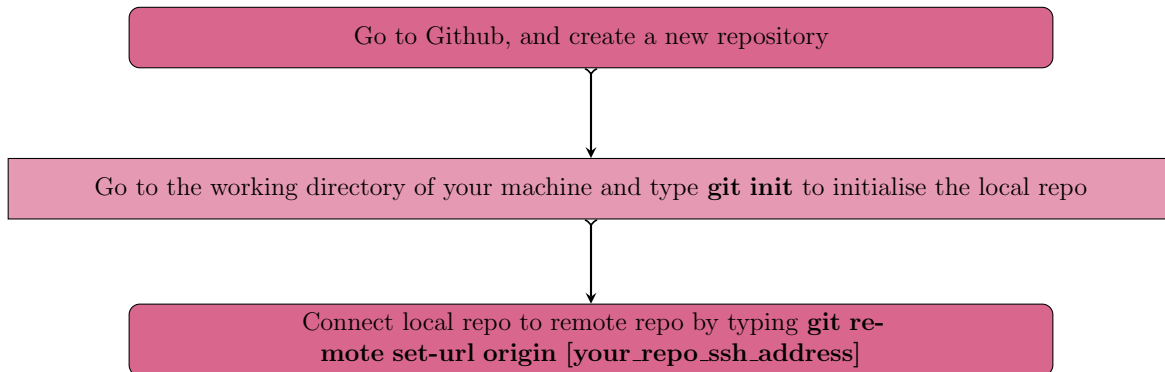 Go to Github, and create a new repository
Go to the working directory of your machine and type git init to initialise the local repo
Connect local repo to remote repo by typing git re-
mote set-url origin [your_repo_ssh_address]